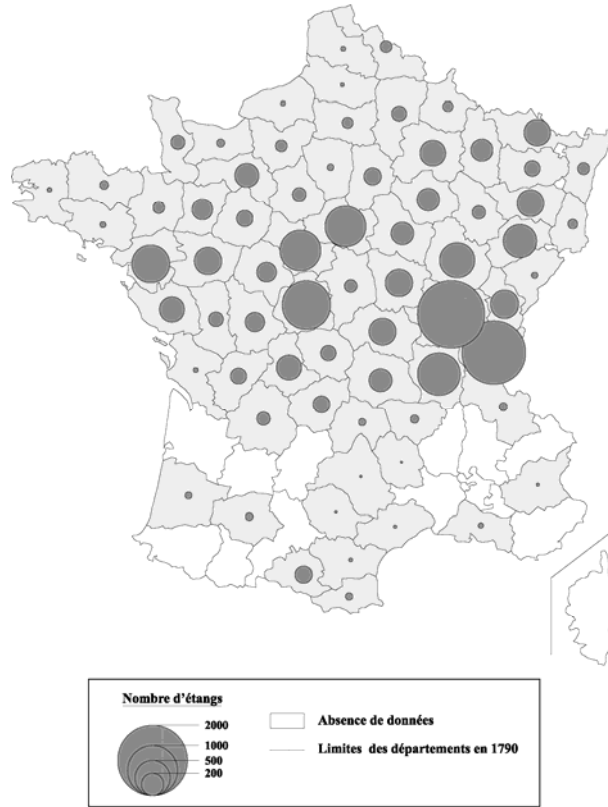 Nombre d'étangs
2000
1000
500
200
Absence de données
Limites des départements en 1790